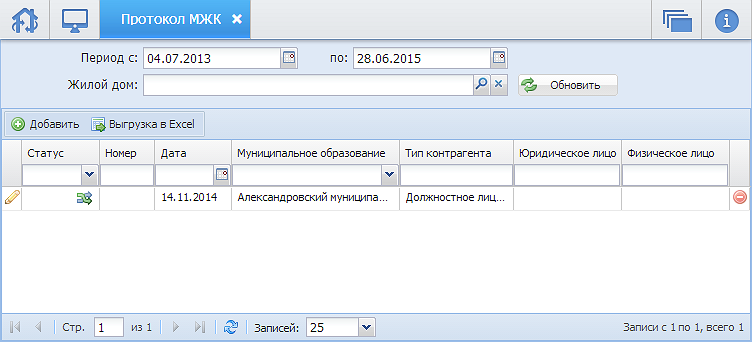 Протокол МЖК
Период с: 04.07.2013 по: 28.06.2015
Жилой дом: Обновить
Добавить Выгрузка в Excel
Статус Номер Дата Муниципальное образование Тип контрагента Юридическое лицо Физическое лицо
14.11.2014 Александровский муниципа... Должностное лиц...
Стр. 1 из 1 Записей: 25 Записи с 1 по 1, всего 1